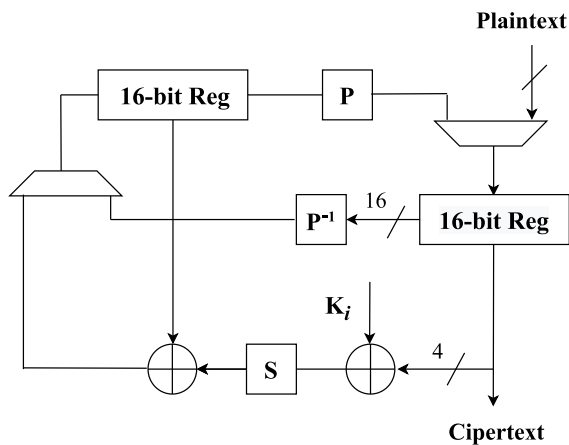 Plaintext
16-bit Reg
P
P-1
16
16-bit Reg
Ki
S
4
Cipertext